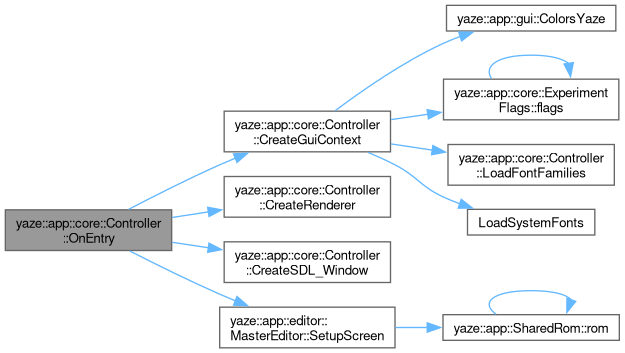 yaze::app::core::Controller
::OnEntry
yaze::app::core::Controller
::CreateGuiContext
yaze::app::core::Controller
::CreateRenderer
yaze::app::core::Controller
::CreateSDL_Window
yaze::app::editor::
MasterEditor::SetupScreen
yaze::app::gui::ColorsYaze
yaze::app::core::Experiment
Flags::flags
yaze::app::core::Controller
::LoadFontFamilies
LoadSystemFonts
yaze::app::SharedRom::rom